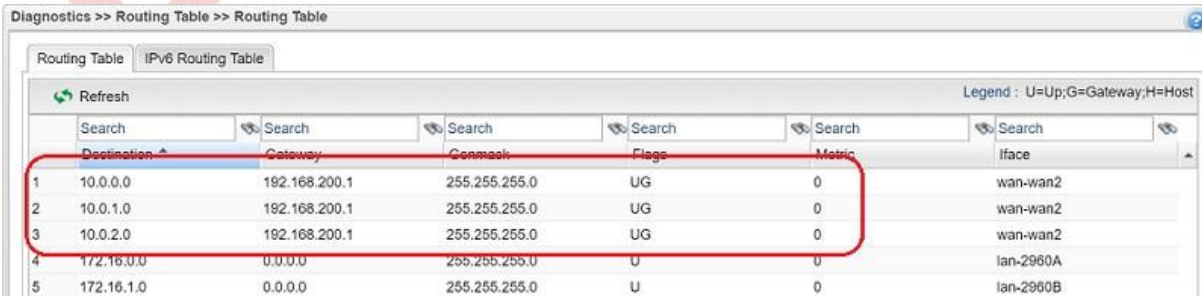 Diagnostics >> Routing Table >> Routing Table
Routing Table IPv6 Routing Table
Refresh Legend : U=Up;G=Gateway;H=Host
Search Search Search Search Search Search
Destination Gateway Genmask Flags Metric Iface
1 10.0.0.0 192.168.200.1 255.255.255.0 UG 0 wan-wan2
2 10.0.1.0 192.168.200.1 255.255.255.0 UG 0 wan-wan2
3 10.0.2.0 192.168.200.1 255.255.255.0 UG 0 wan-wan2
4 172.16.0.0 0.0.0.0 255.255.255.0 U 0 lan-2960A
5 172.16.1.0 0.0.0.0 255.255.255.0 U 0 lan-2960B